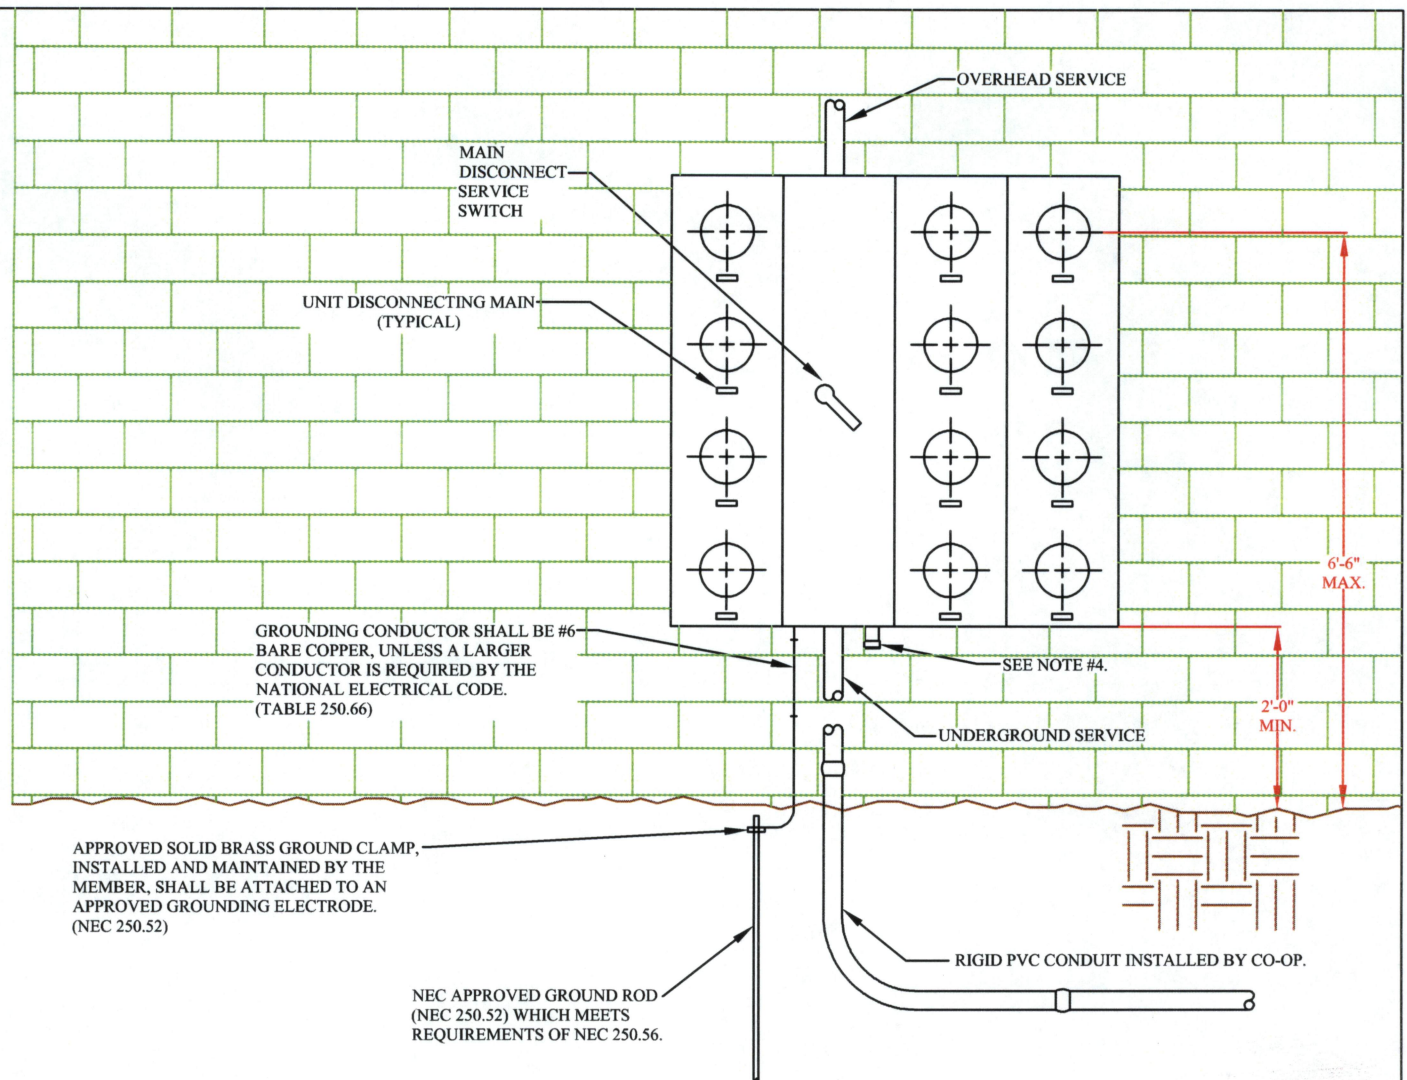 OVERHEAD SERVICE
MAIN
DISCONNECT
SERVICE
SWITCH
UNIT DISCONNECTING MAIN
(TYPICAL)
6'-6"
MAX.
GROUNDING CONDUCTOR SHALL BE #6
BARE COPPER, UNLESS A LARGER
CONDUCTOR IS REQUIRED BY THE
NATIONAL ELECTRICAL CODE.
(TABLE 250.66)
SEE NOTE #4.
2'-0"
MIN.
UNDERGROUND SERVICE
APPROVED SOLID BRASS GROUND CLAMP,
INSTALLED AND MAINTAINED BY THE
MEMBER, SHALL BE ATTACHED TO AN
APPROVED GROUNDING ELECTRODE.
(NEC 250.52)
RIGID PVC CONDUIT INSTALLED BY CO-OP.
NEC APPROVED GROUND ROD
(NEC 250.52) WHICH MEETS
REQUIREMENTS OF NEC 250.56.